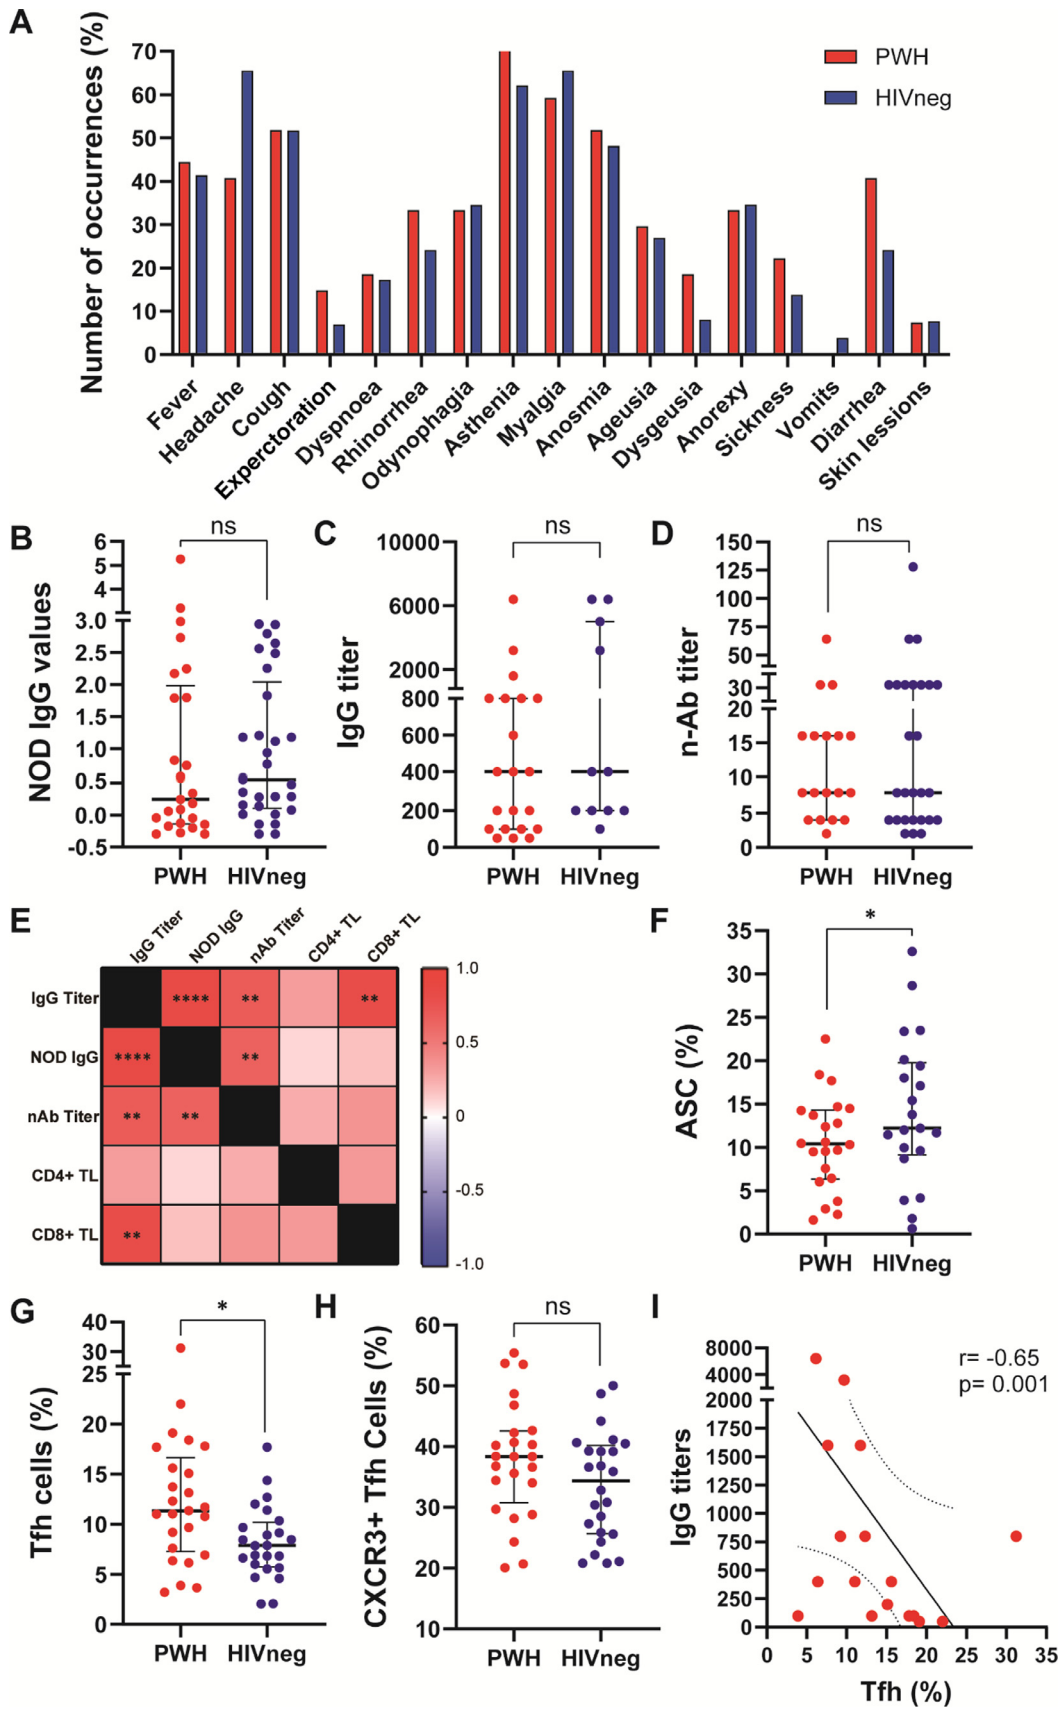 A
Number of occurrences (%)
70
60
50
40
30
20
10
0
PWH
HIVneg
Fever
Headache
Cough
Experctoration
Dyspnoea
Rhinorrhea
Odynophagia
Asthenia
Myalgia
Anosmia
Ageusia
Dysgeusia
Anorexy
Sickness
Vomits
Diarrhea
Skin lessions
B
NOD IgG values
ns
6
5
4
3.0
2.5
2.0
1.5
1.0
0.5
0.0
-0.5
PWH HIVneg
C
IgG titer
ns
10000
6000
2000
800
600
400
200
0
PWH HIVneg
D
n-Ab titer
ns
150
125
100
75
50
30
20
15
10
5
0
PWH HIVneg
E
IgG Titer
NOD IgG
nAb Titer
CD4+ TL
CD8+ TL
IgG Titer **** ** **
NOD IgG **** **
nAb Titer ** **
CD4+ TL
CD8+ TL **
1.0
0.5
0
-0.5
-1.0
F
ASC (%)
*
35
30
25
20
15
10
5
0
PWH HIVneg
G
Tfh cells (%)
*
40
30
25
20
15
10
5
0
PWH HIVneg
H
CXCR3+ Tfh Cells (%)
ns
60
50
40
30
20
10
PWH HIVneg
I
IgG titers
r= -0.65
p= 0.001
8000
4000
2000
1750
1500
1250
1000
750
500
250
0
0 5 10 15 20 25 30 35
Tfh (%)